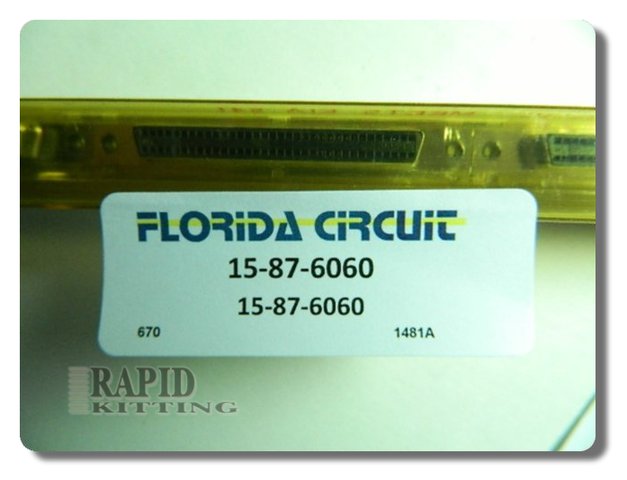 FLORIDA CIRCUIT
15-87-6060
15-87-6060
670 1481A
RAPID
KITTING